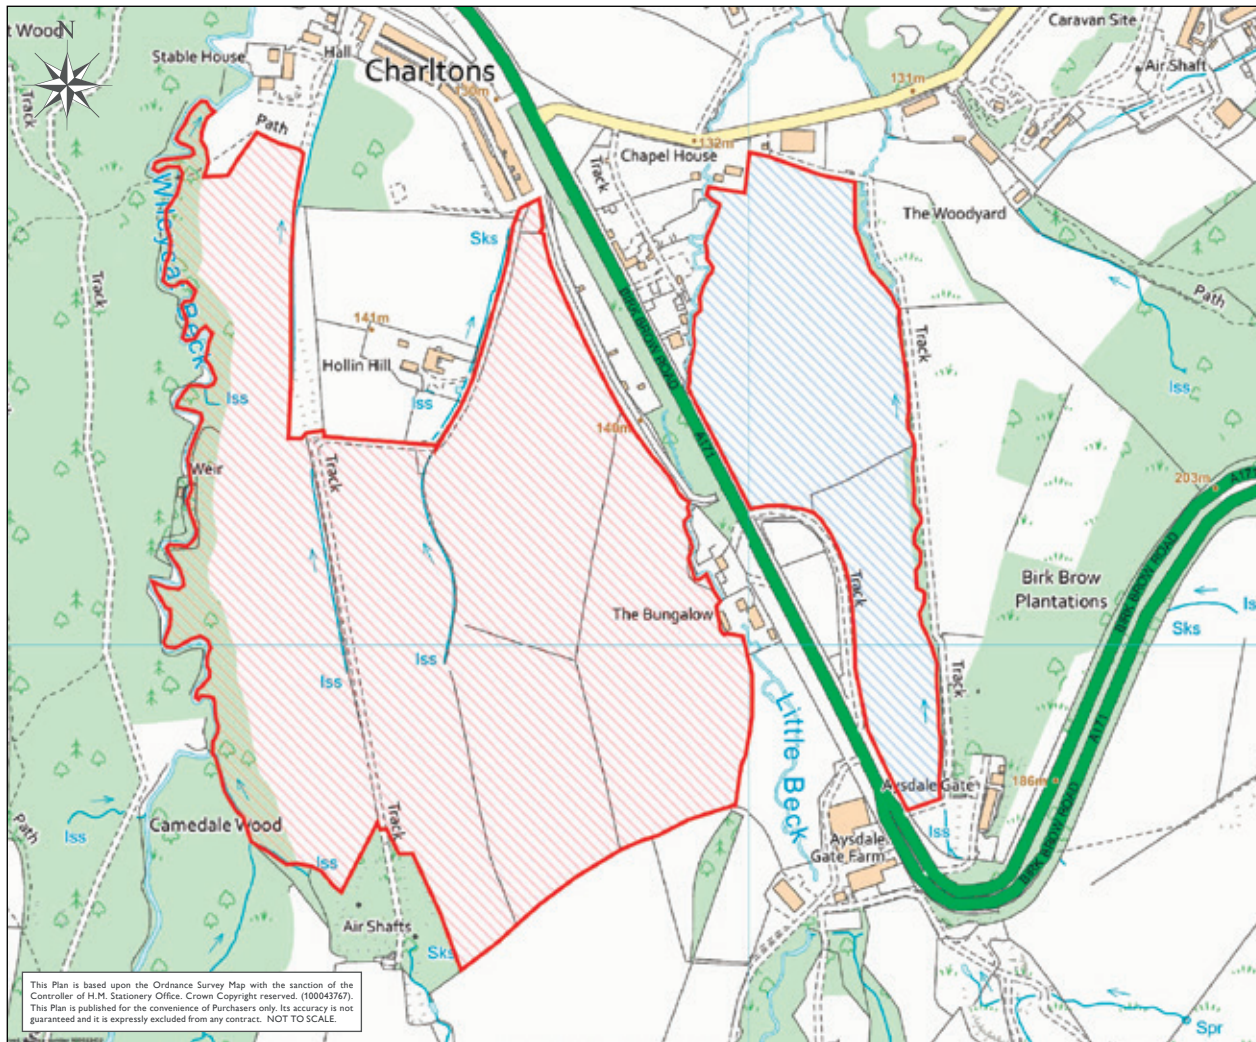 t Wood
N
Stable House
Hall
Charltons
130m
Caravan Site
Air Shaft
131m
Track
Path
132m
Chapel House
Track
The Woodyard
Wileycat Beck
Sks
Path
Track
BIRK BROW ROAD
141m
Hollin Hill
Track
Iss
Iss
Iss
140m
A171
Weir
Track
203m
A171
BIRK BROW ROAD
Birk Brow
Plantations
Track
The Bungalow
Iss
Sks
Iss
Iss
Track
Little Beck
A171
186m
Aysdale Gate
Iss
Camedale Wood
Track
Path
Iss
Aysdale
Gate Farm
Iss
BIRK BROW ROAD
Air Shafts
Sks
Spr
This Plan is based upon the Ordnance Survey Map with the sanction of the
Controller of H.M. Stationery Office. Crown Copyright reserved. (100043767).
This Plan is published for the convenience of Purchasers only. Its accuracy is not
guaranteed and it is expressly excluded from any contract. NOT TO SCALE.